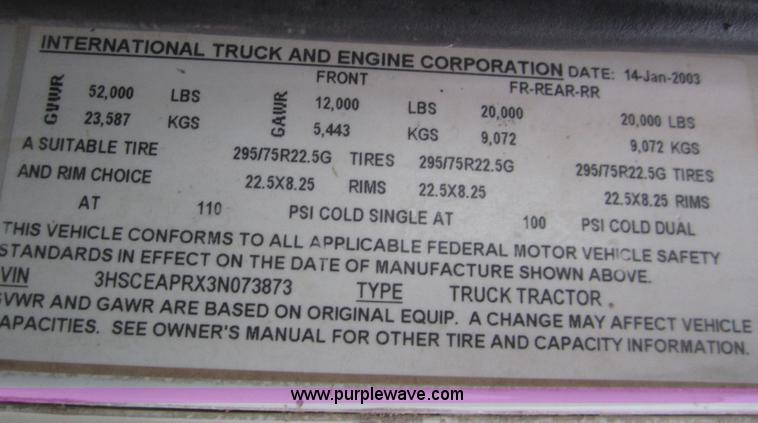 INTERNATIONAL TRUCK AND ENGINE CORPORATION DATE: 14-Jan-2003
FRONT FR-REAR-RR
GVWR 52,000 LBS GAWR 12,000 LBS 20,000 20,000 LBS
23,587 KGS 5,443 KGS 9,072 9,072 KGS
A SUITABLE TIRE 295/75R22.5G TIRES 295/75R22.5G 295/75R22.5G TIRES
AND RIM CHOICE 22.5X8.25 RIMS 22.5X8.25 22.5X8.25 RIMS
AT 110 PSI COLD SINGLE AT 100 PSI COLD DUAL
THIS VEHICLE CONFORMS TO ALL APPLICABLE FEDERAL MOTOR VEHICLE SAFETY
STANDARDS IN EFFECT ON THE DATE OF MANUFACTURE SHOWN ABOVE.
VIN 3HSCEAPRX3N073873 TYPE TRUCK TRACTOR
GVWR AND GAWR ARE BASED ON ORIGINAL EQUIP. A CHANGE MAY AFFECT VEHICLE
CAPACITIES. SEE OWNER'S MANUAL FOR OTHER TIRE AND CAPACITY INFORMATION.
www.purplewave.com